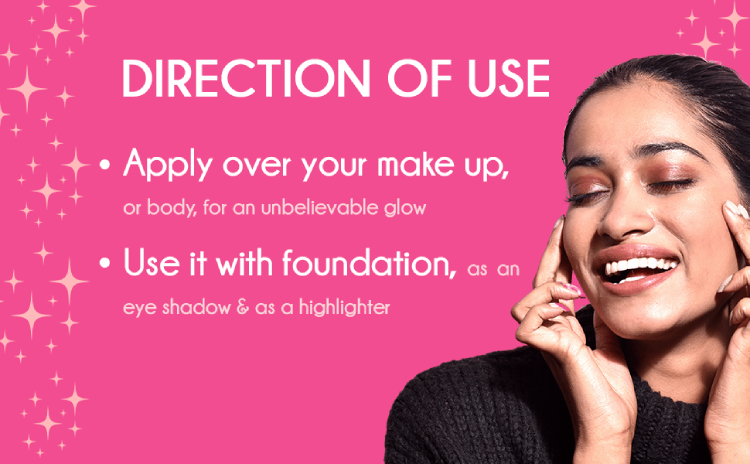 DIRECTION OF USE
• Apply over your make up,
or body, for an unbelievable glow
• Use it with foundation, as an
eye shadow & as a highlighter